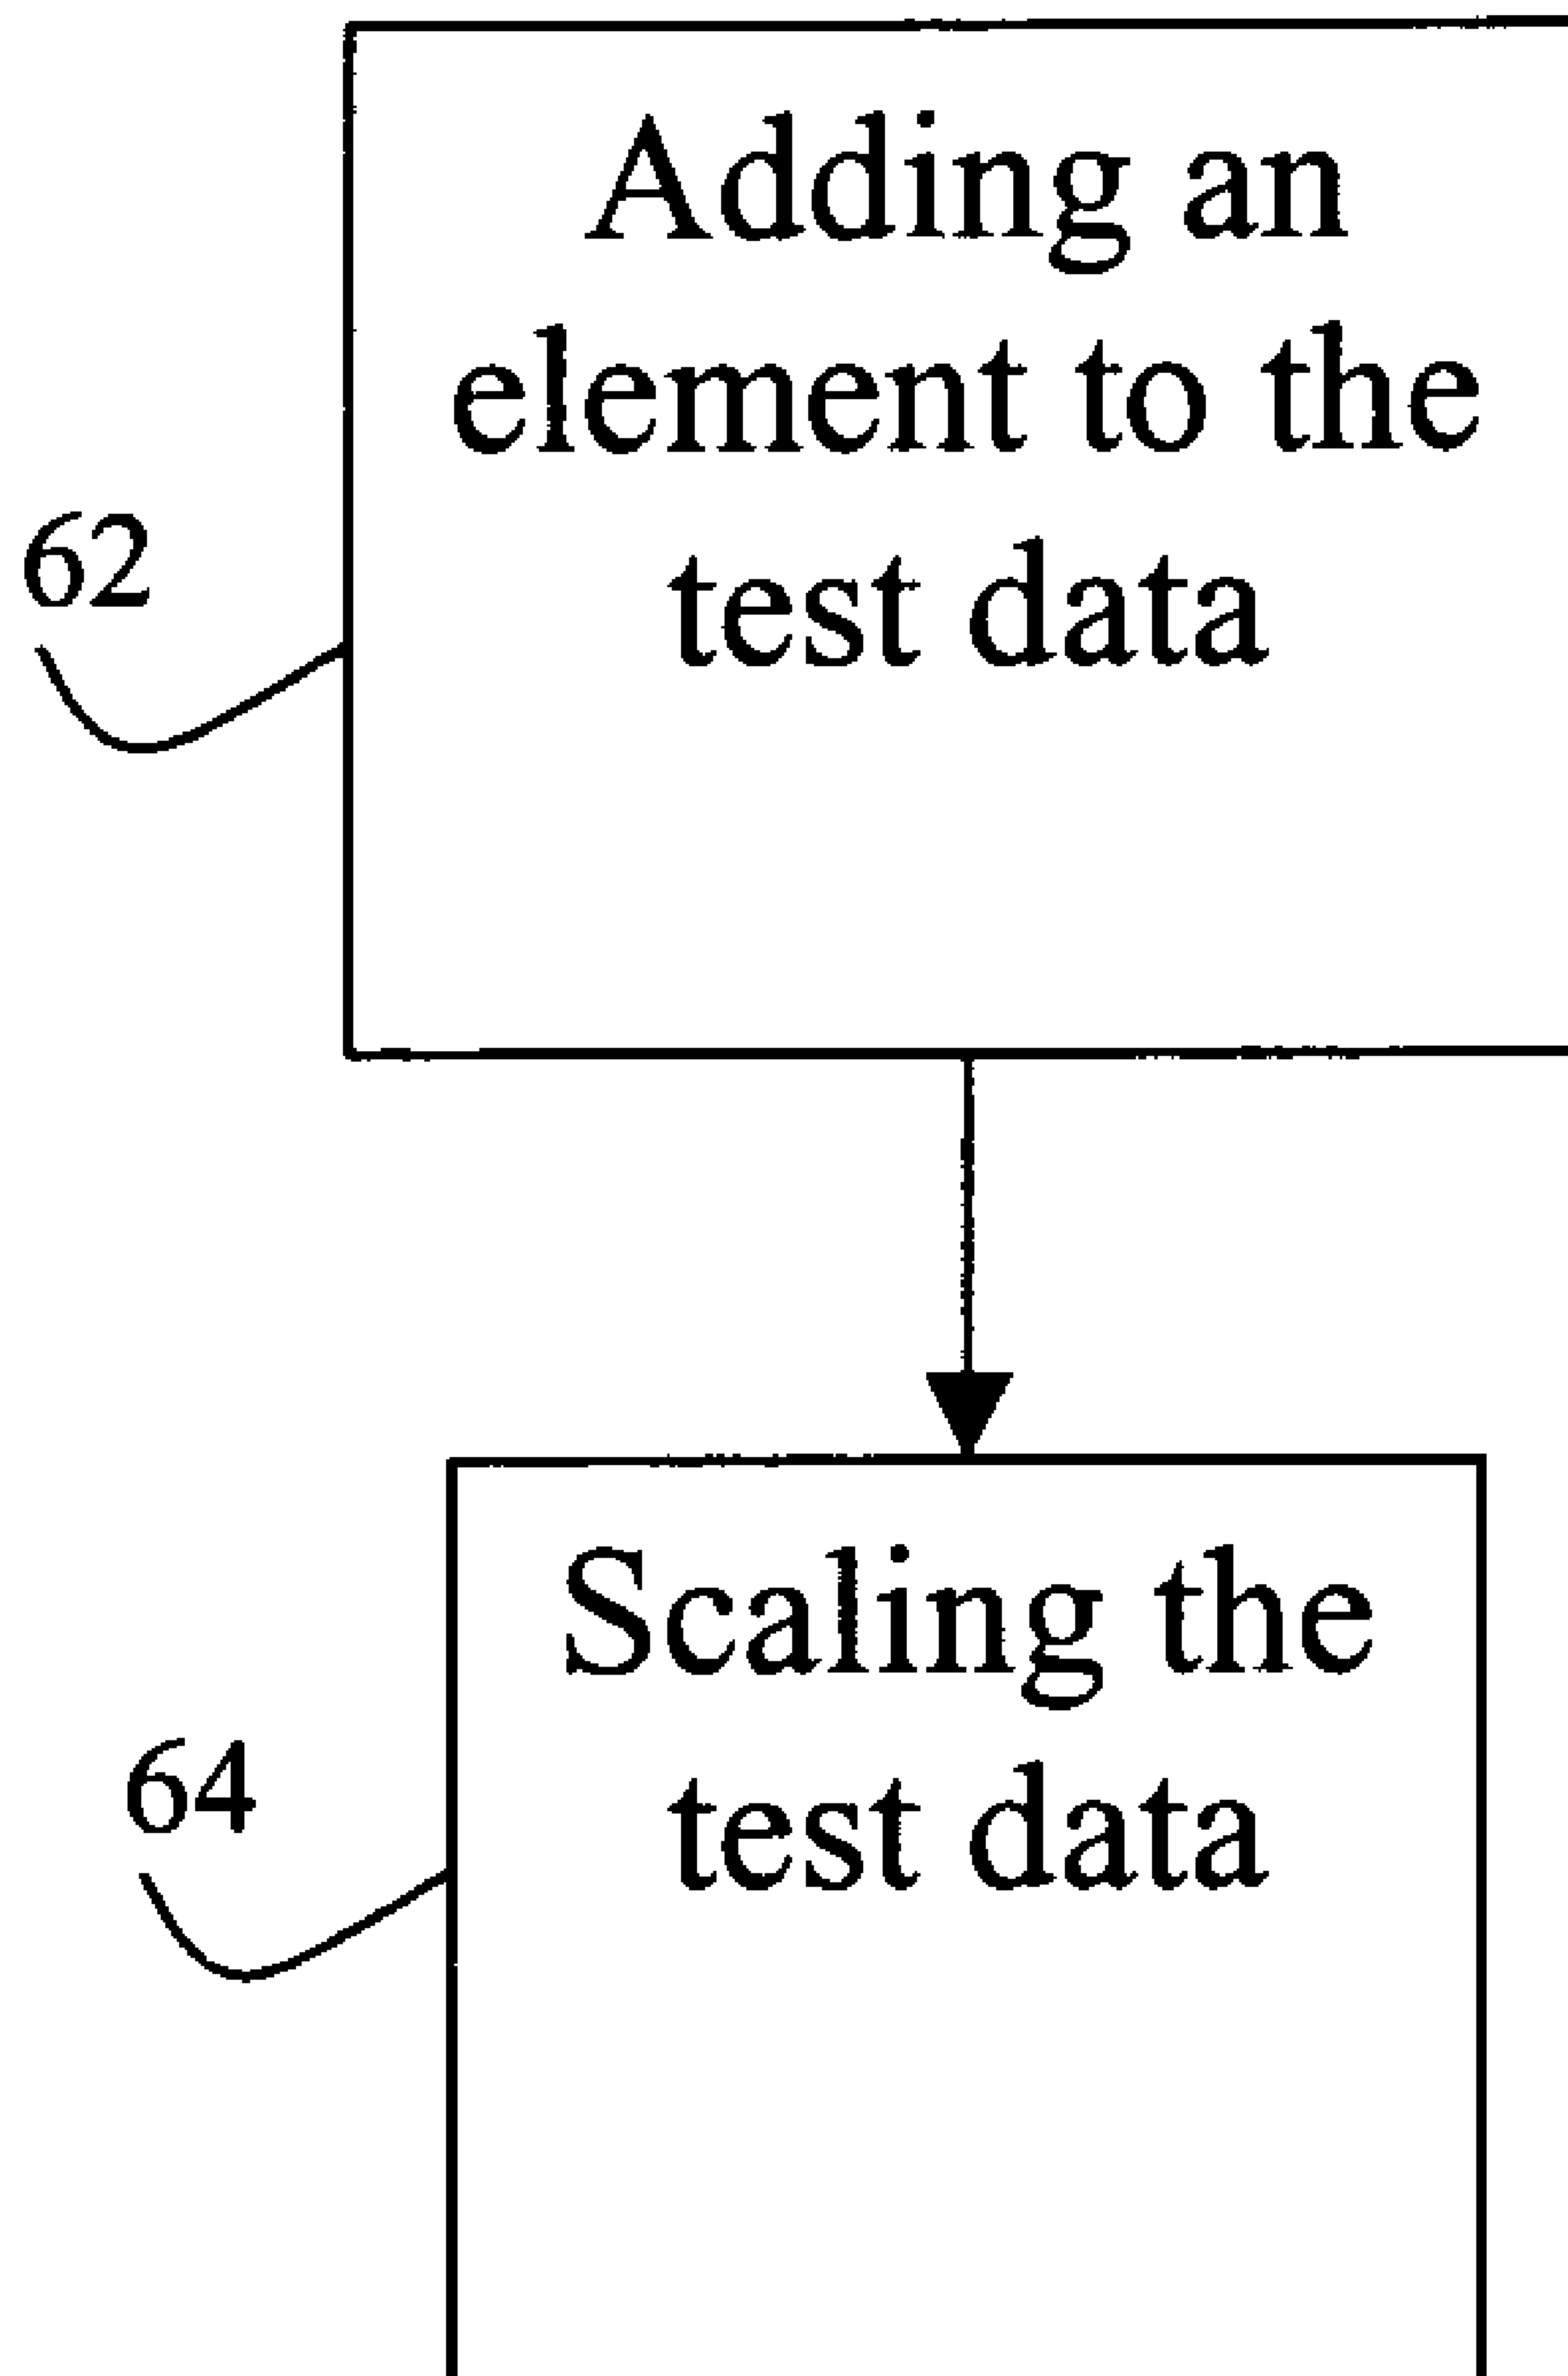 Adding an
element to the
test data
62
Scaling the
test data
64